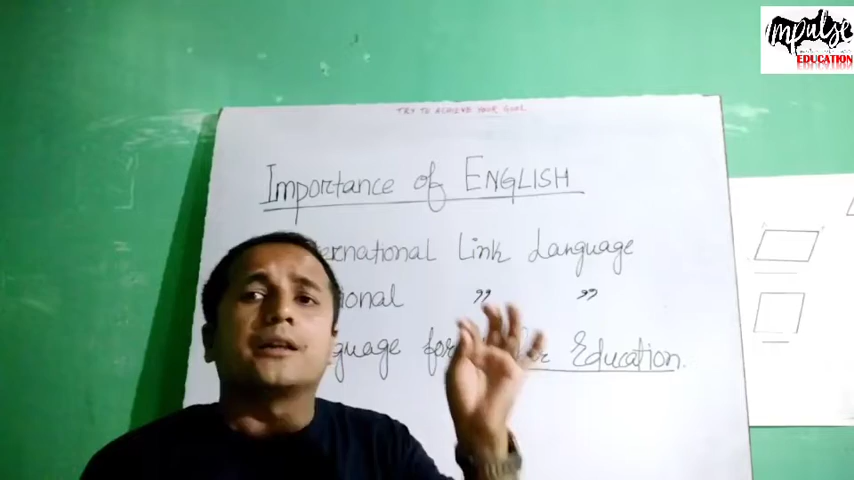 impulse
EDUCATION
TRY TO ACHIEVE YOUR GOAL
Importance of ENGLISH
ernational Link Language
ional " "
guage for Education.